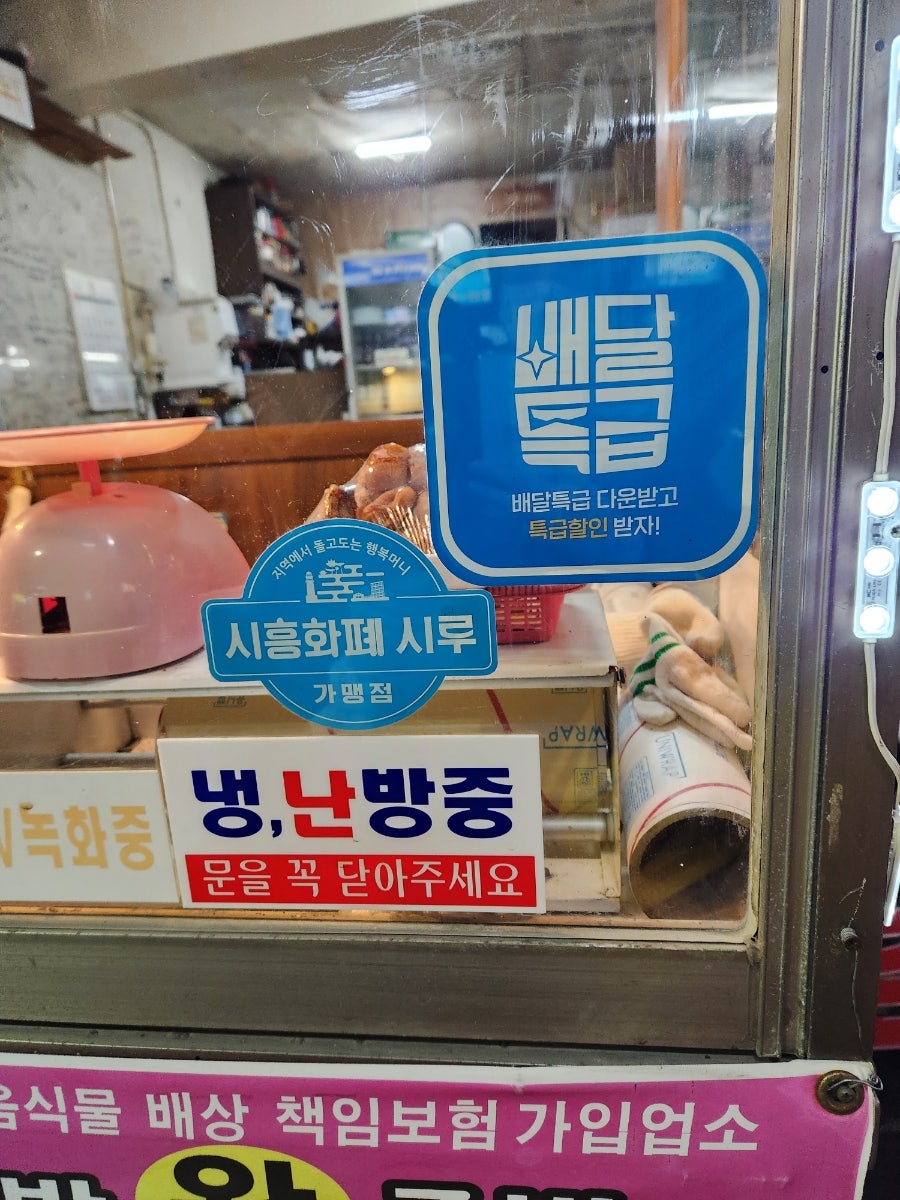 배달
특급
배달특급 다운받고
특급할인 받자!
지역에서 돌고도는 행복머니
시흥화폐 시루
가맹점
UNIWRAP
WRAP
냉,난방중
녹화중
문을 꼭 닫아주세요
음식물 배상 책임보험 가입업소